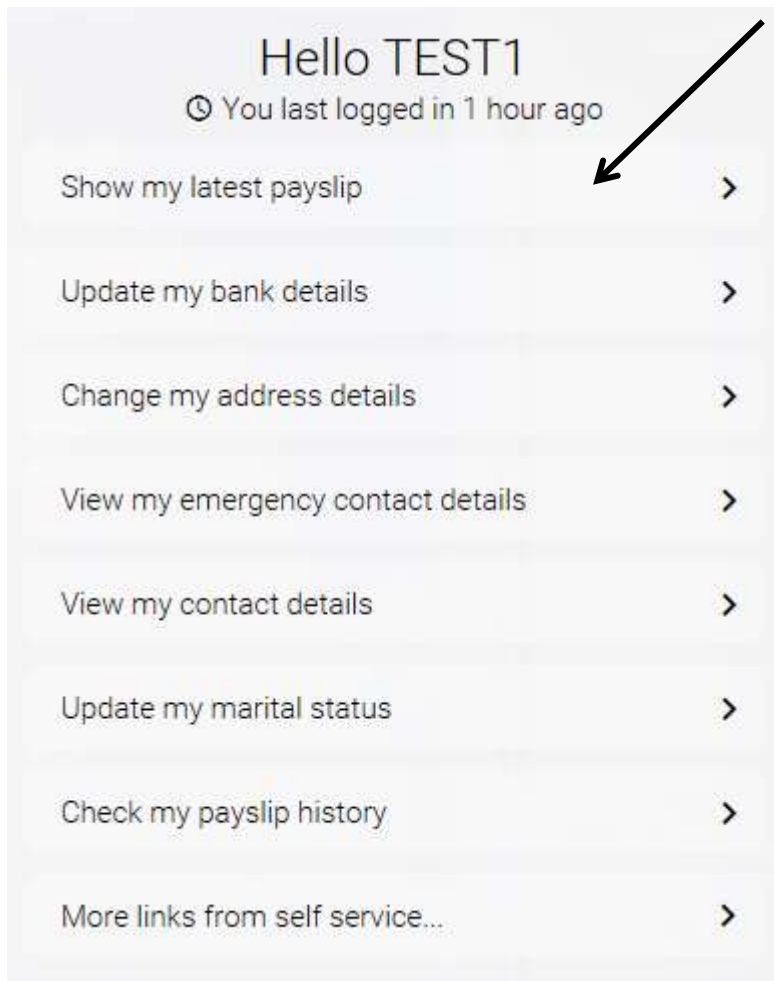 Hello TEST1
You last logged in 1 hour ago
Show my latest payslip
Update my bank details
Change my address details
View my emergency contact details
View my contact details
Update my marital status
Check my payslip history
More links from self service...